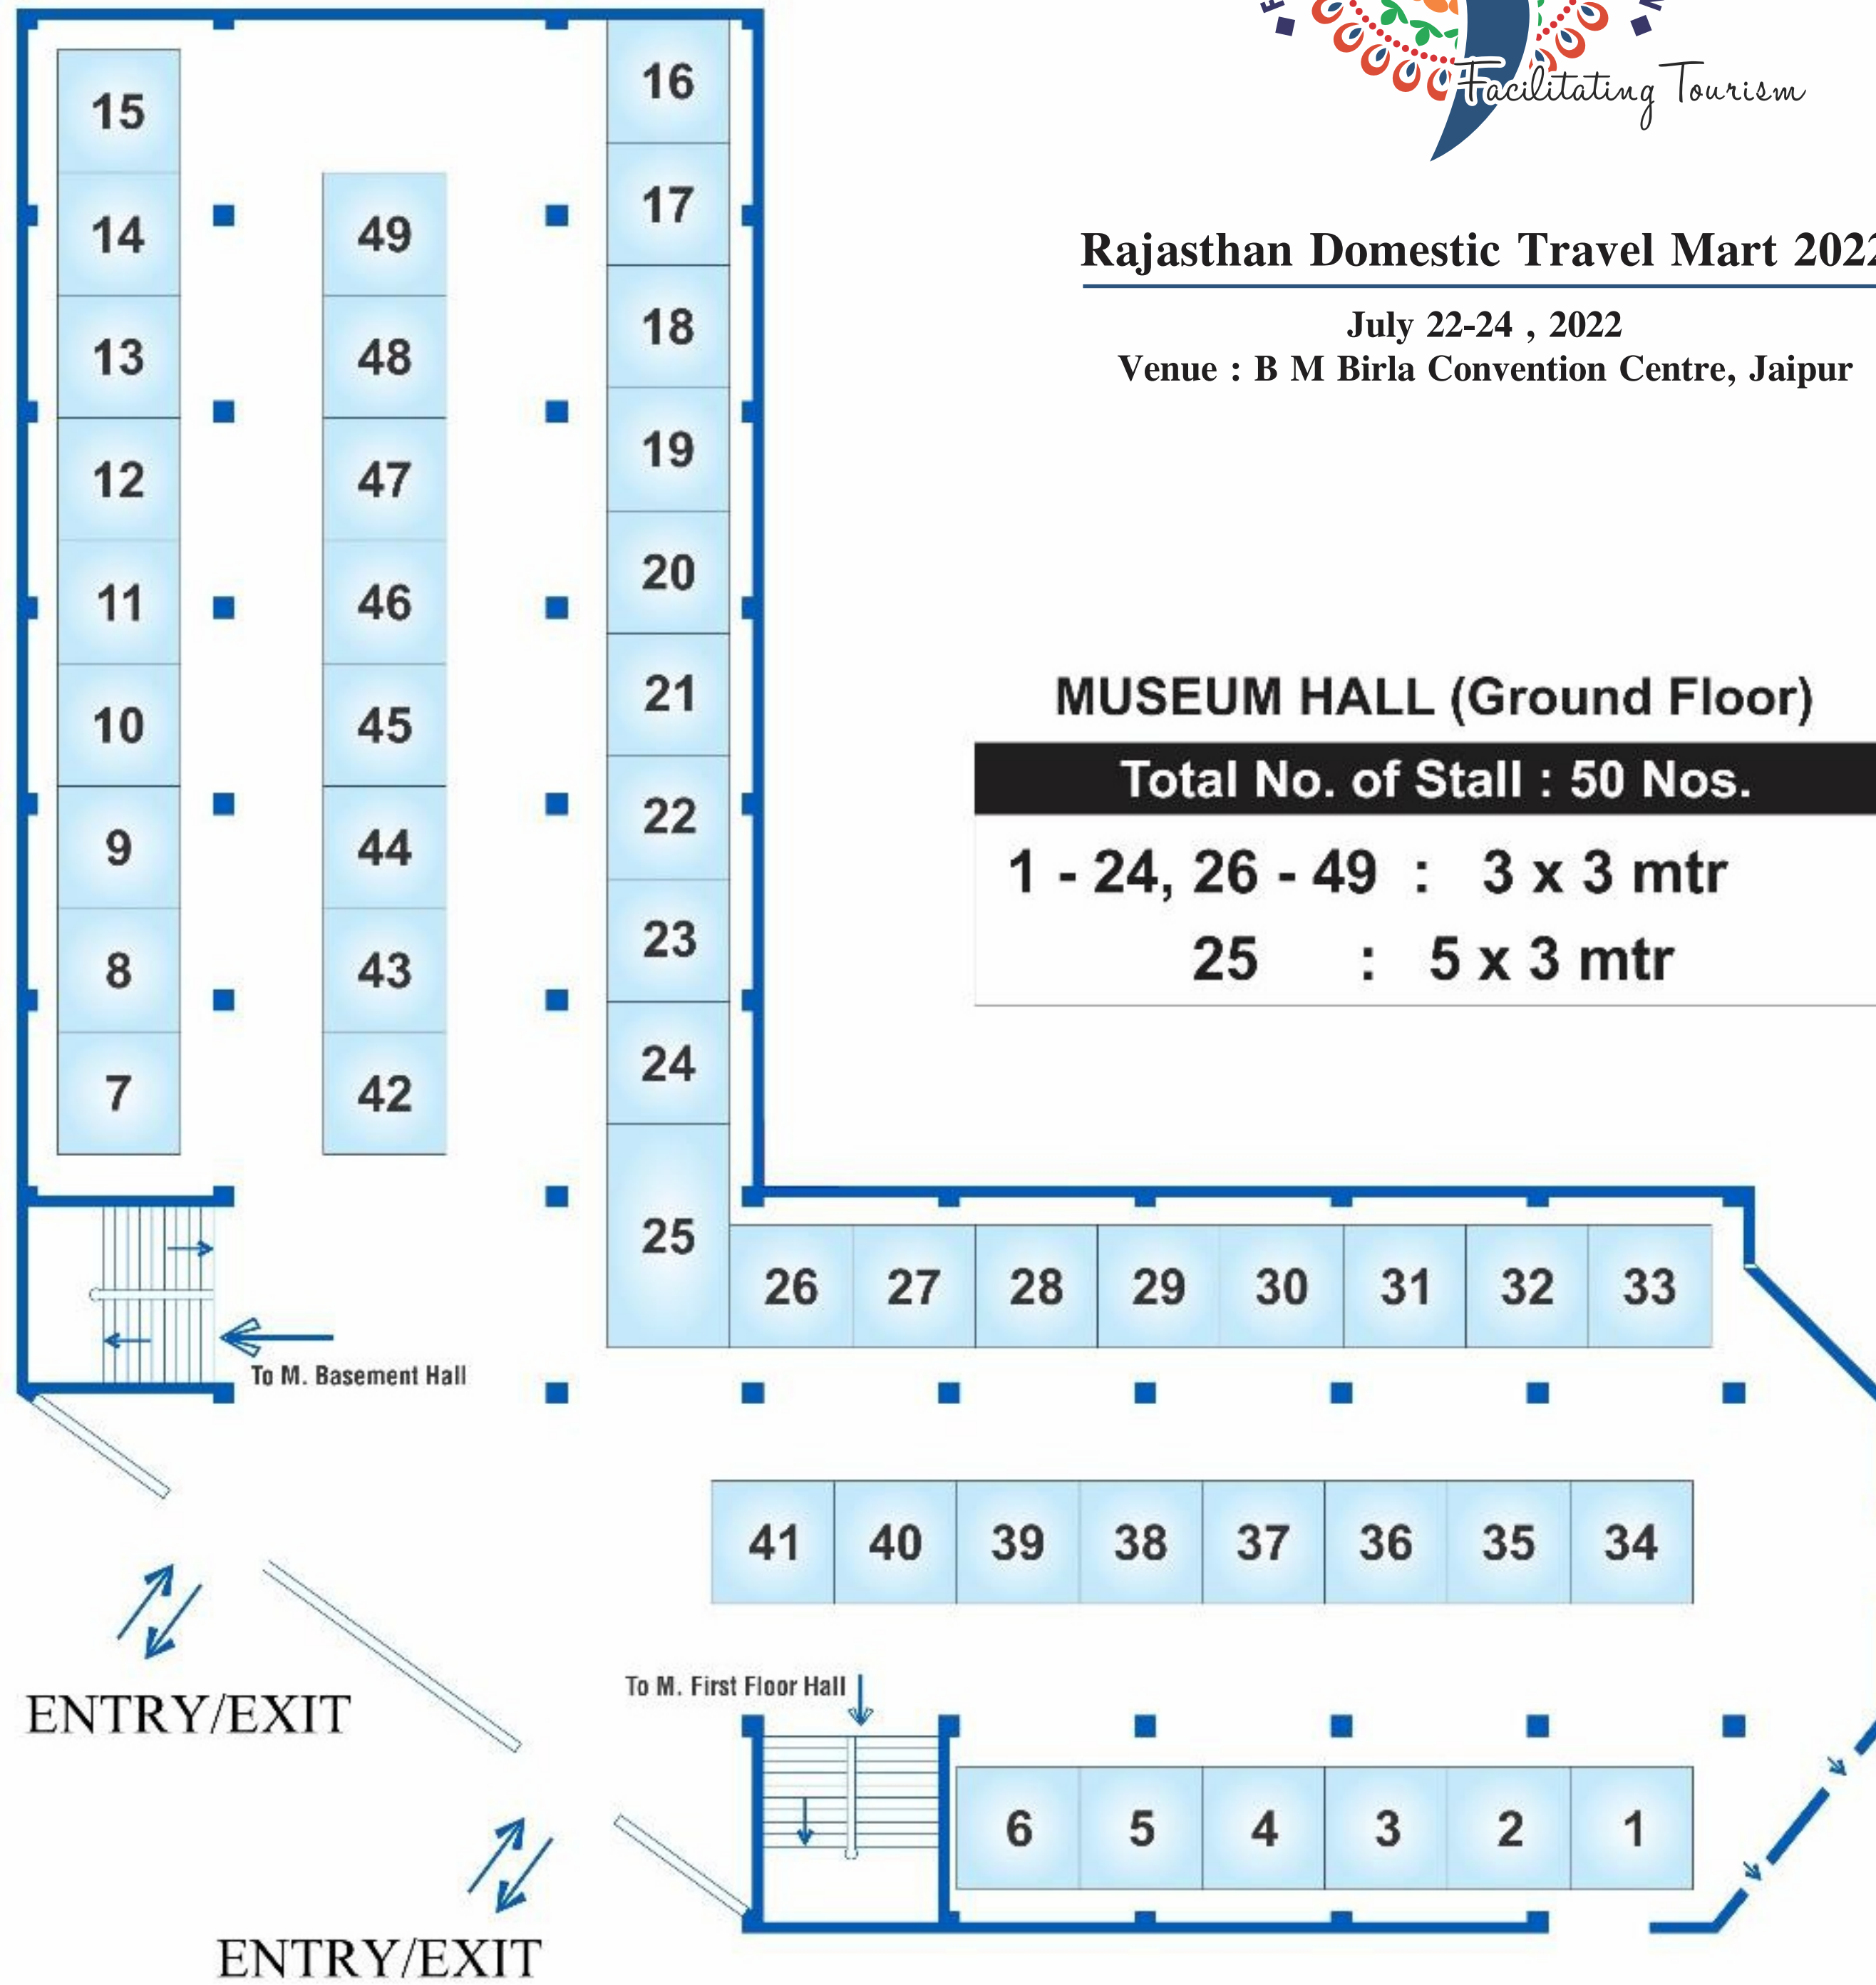 Facilitating Tourism
Rajasthan Domestic Travel Mart 2022
July 22-24 , 2022
Venue : B M Birla Convention Centre, Jaipur
MUSEUM HALL (Ground Floor)
Total No. of Stall : 50 Nos.
1 - 24, 26 - 49 : 3 x 3 mtr
25 : 5 x 3 mtr
15
14
13
12
11
10
9
8
7
49
48
47
46
45
44
43
42
16
17
18
19
20
21
22
23
24
25
26 27 28 29 30 31 32 33
To M. Basement Hall
41 40 39 38 37 36 35 34
ENTRY/EXIT
To M. First Floor Hall
6 5 4 3 2 1
ENTRY/EXIT